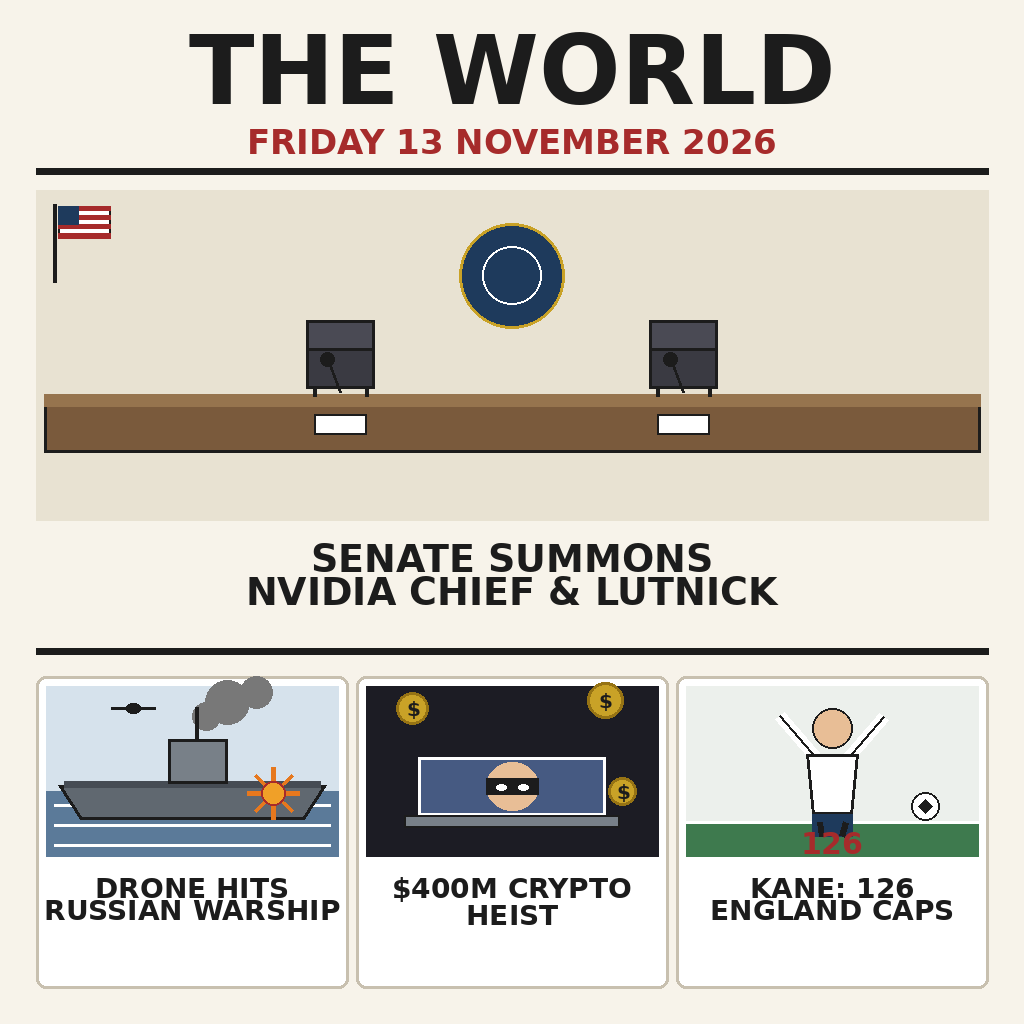 THE WORLD
FRIDAY 13 NOVEMBER 2026
SENATE SUMMONS
NVIDIA CHIEF & LUTNICK
$
$
$
126
DRONE HITS
RUSSIAN WARSHIP
$400M CRYPTO
HEIST
KANE: 126
ENGLAND CAPS